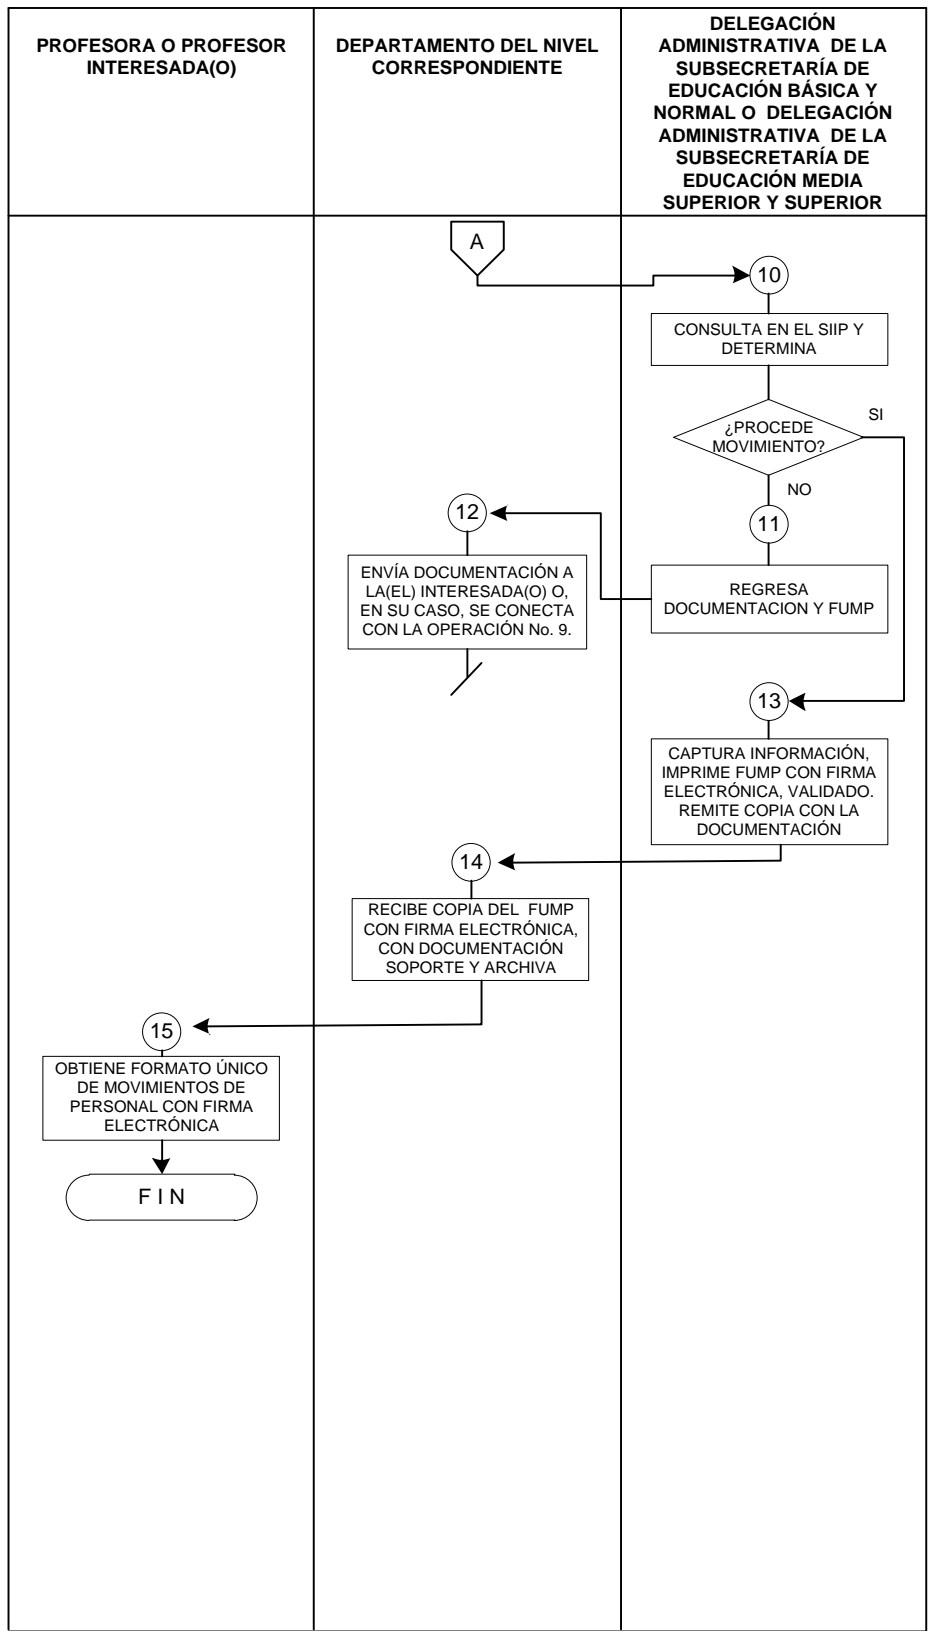 PROFESORA O PROFESOR
INTERESADA(O)
DEPARTAMENTO DEL NIVEL
CORRESPONDIENTE
DELEGACIÓN
ADMINISTRATIVA DE LA
SUBSECRETARÍA DE
EDUCACIÓN BÁSICA Y
NORMAL O DELEGACIÓN
ADMINISTRATIVA DE LA
SUBSECRETARÍA DE
EDUCACIÓN MEDIA
SUPERIOR Y SUPERIOR
A
10
CONSULTA EN EL SIIP Y
DETERMINA
SI
¿PROCEDE
MOVIMIENTO?
NO
12
11
ENVÍA DOCUMENTACIÓN A
LA(EL) INTERESADA(O) O,
EN SU CASO, SE CONECTA
CON LA OPERACIÓN No. 9.
REGRESA
DOCUMENTACION Y FUMP
13
CAPTURA INFORMACIÓN,
IMPRIME FUMP CON FIRMA
ELECTRÓNICA, VALIDADO.
REMITE COPIA CON LA
DOCUMENTACIÓN
14
RECIBE COPIA DEL FUMP
CON FIRMA ELECTRÓNICA,
CON DOCUMENTACIÓN
SOPORTE Y ARCHIVA
15
OBTIENE FORMATO ÚNICO
DE MOVIMIENTOS DE
PERSONAL CON FIRMA
ELECTRÓNICA
F I N